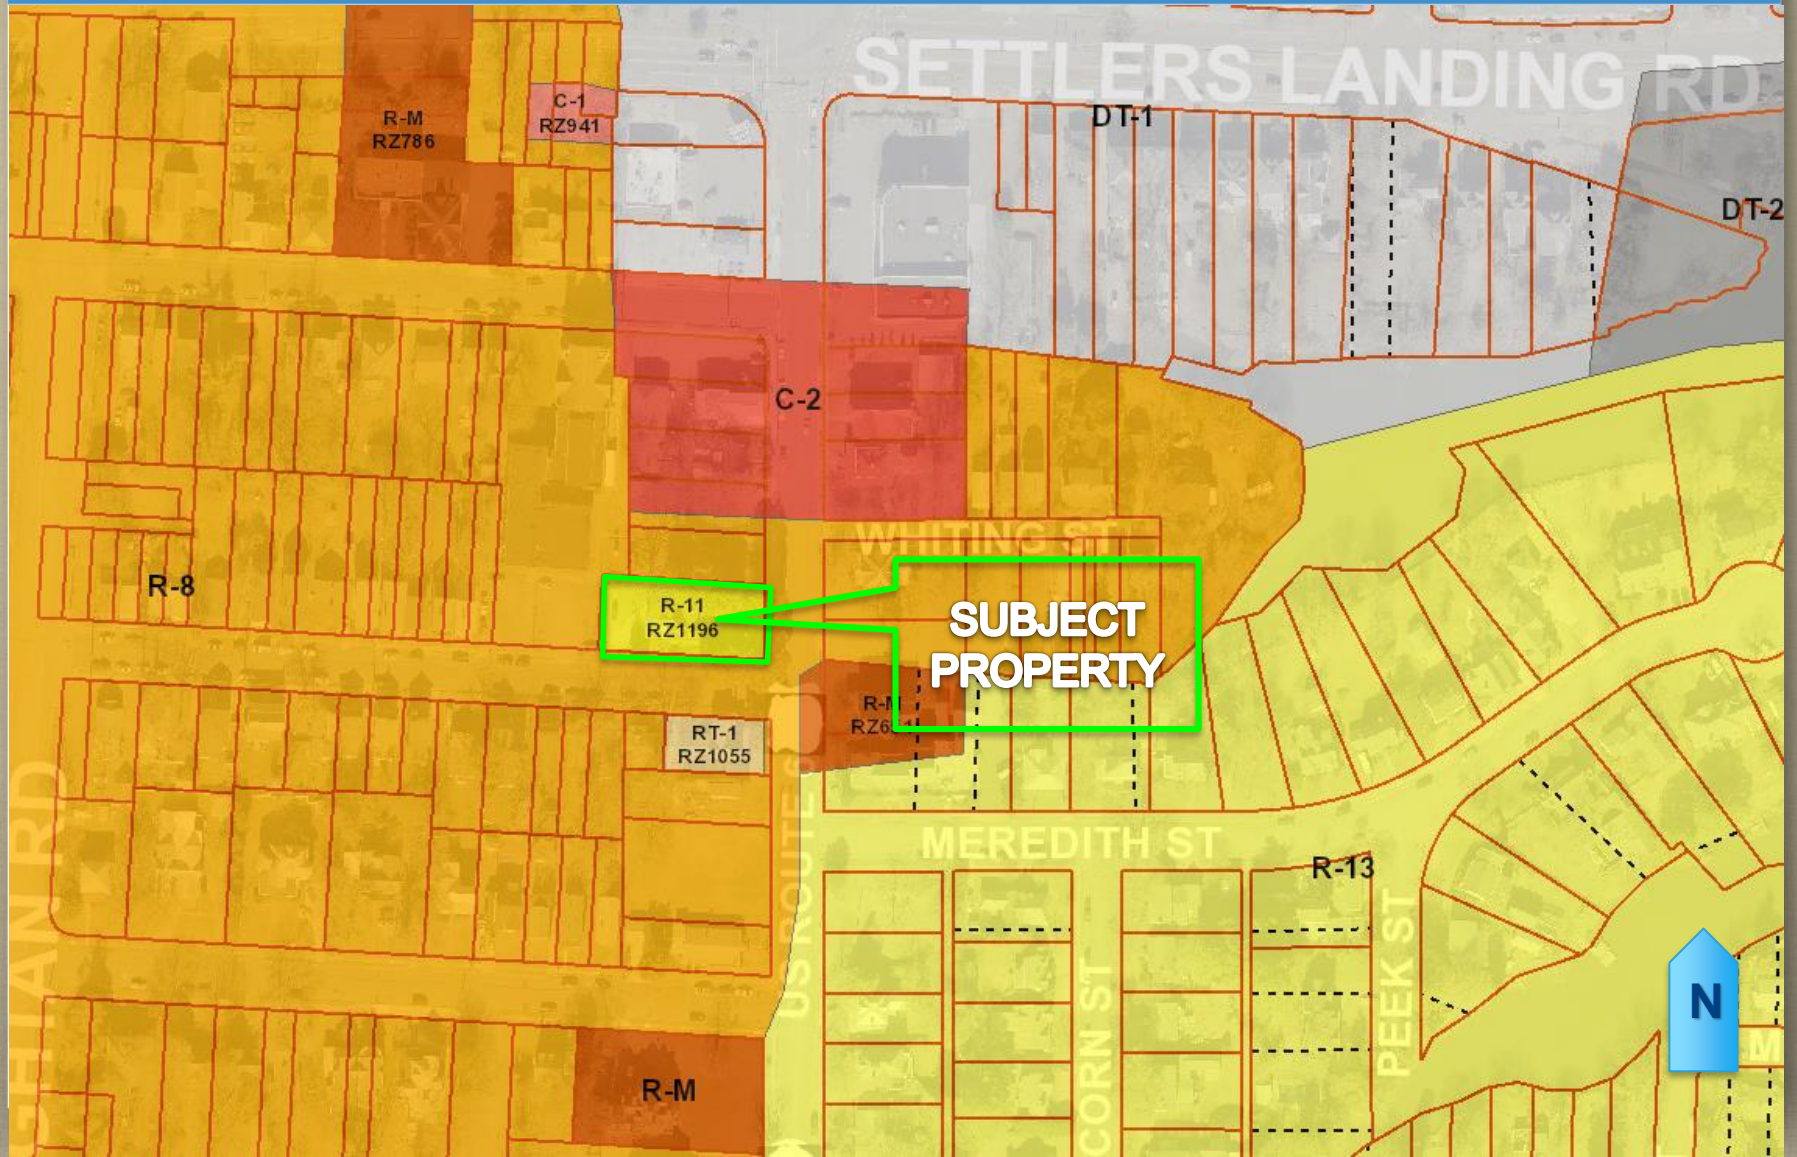 SETTLERS LANDING RD
C-1
RZ941
R-M
RZ786
DT-1
DT-2
C-2
WHITING ST
R-8
R-11
RZ1196
SUBJECT
PROPERTY
R-M
RT-1
RZ1055
US ROUTE
MEREDITH ST
R-13
PEEK ST
CORN ST
N
R-M